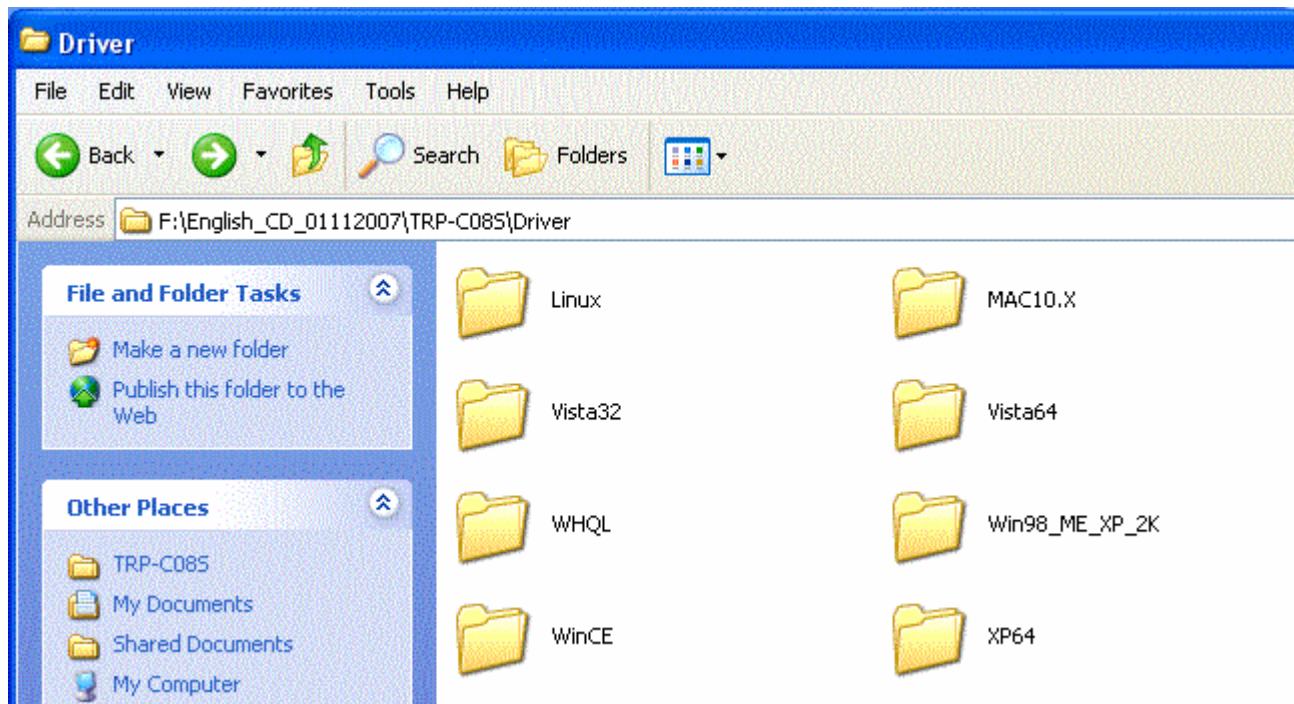 Driver
File Edit View Favorites Tools Help
Back Search Folders
Address F:\English_CD_01112007\TRP-C08S\Driver
File and Folder Tasks
Make a new folder
Publish this folder to the
Web
Other Places
TRP-C08S
My Documents
Shared Documents
My Computer
Linux MAC10.X
Vista32 Vista64
WHQL Win98_ME_XP_2K
WinCE XP64